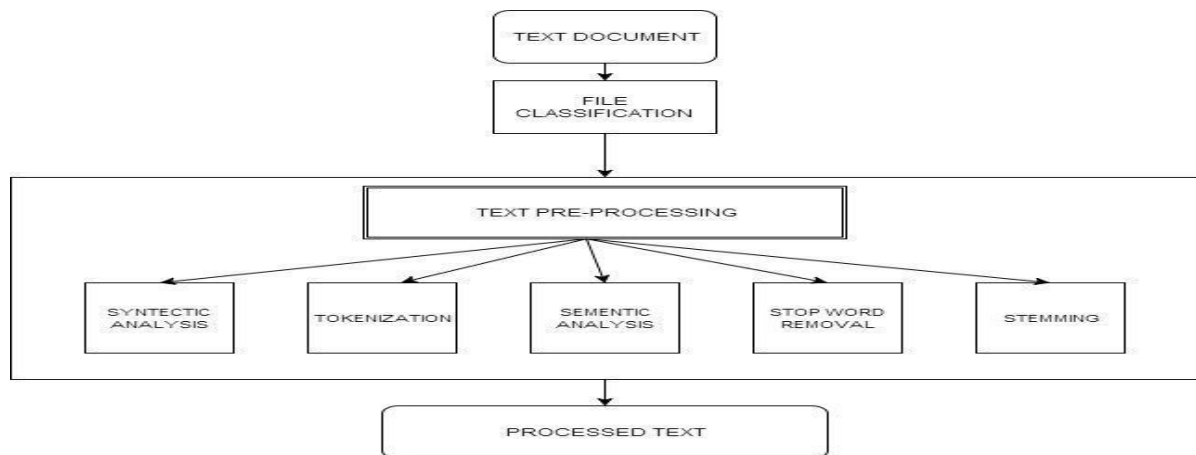 TEXT DOCUMENT
FILE
CLASSIFICATION
TEXT PRE-PROCESSING
SYNTECTIC
ANALYSIS
TOKENIZATION
SEMENTIC
ANALYSIS
STOP WORD
REMOVAL
STEMMING
PROCESSED TEXT